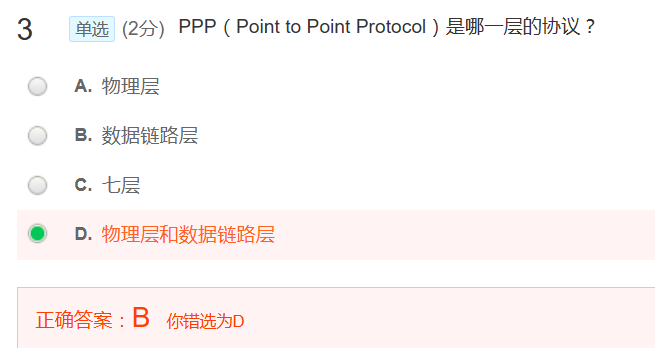 3 单选 (2分) PPP（Point to Point Protocol）是哪一层的协议？
A. 物理层
B. 数据链路层
C. 七层
D. 物理层和数据链路层
正确答案：B 你错选为D